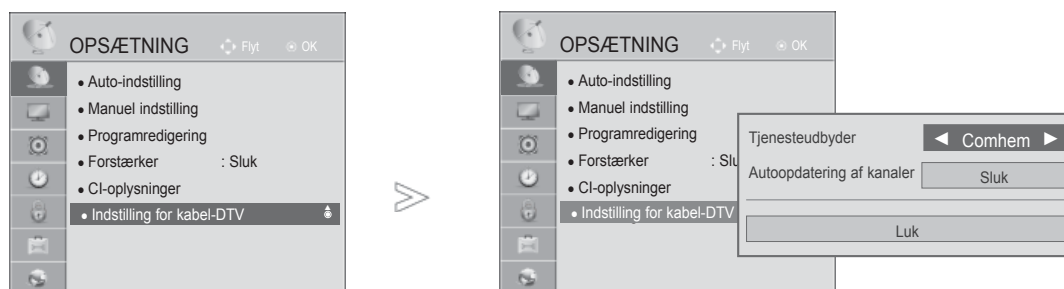 OPSÆTNING Flyt OK
• Auto-indstilling
• Manuel indstilling
• Programredigering
• Forstærker : Sluk
• CI-oplysninger
• Indstilling for kabel-DTV
OPSÆTNING Flyt OK
• Auto-indstilling
• Manuel indstilling
• Programredigering
• Forstærker : Slu
• CI-oplysninger
• Indstilling for kabel-DTV
Tjenesteudbyder ◄ Comhem ►
Autoopdatering af kanaler Sluk
Luk